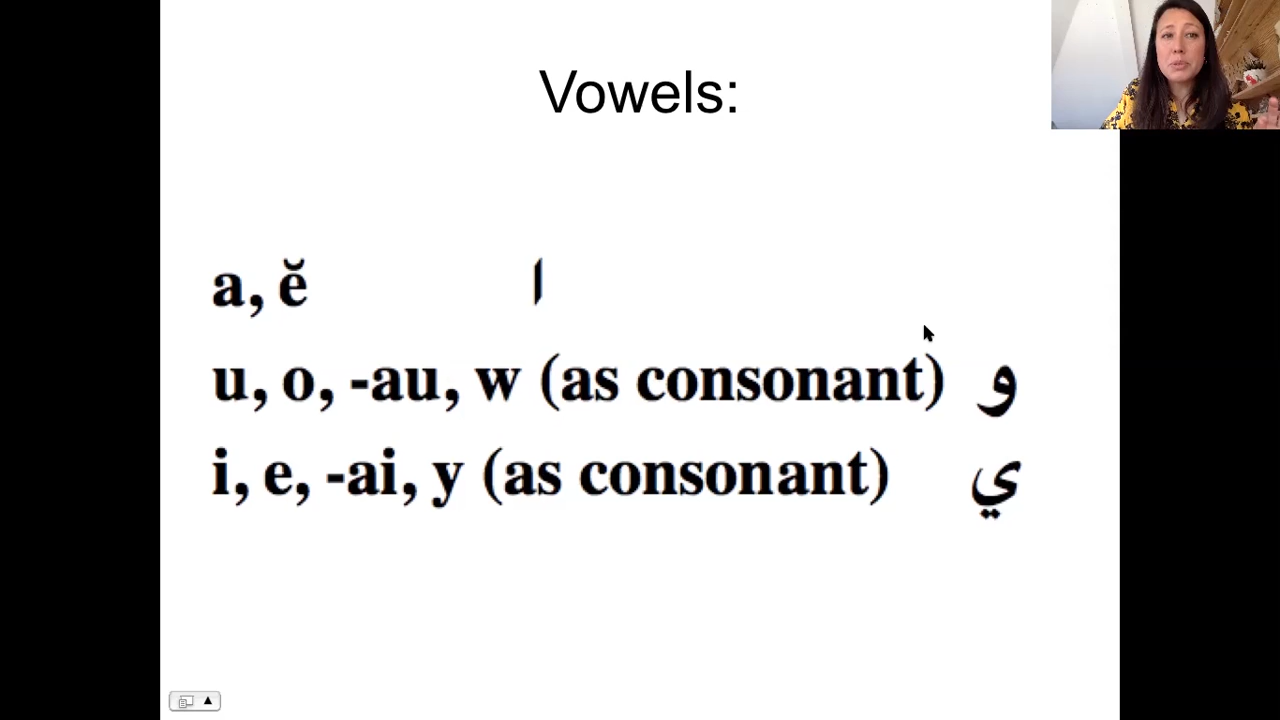 Vowels:
a, ĕ ا
u, o, -au, w (as consonant) و
i, e, -ai, y (as consonant) ي